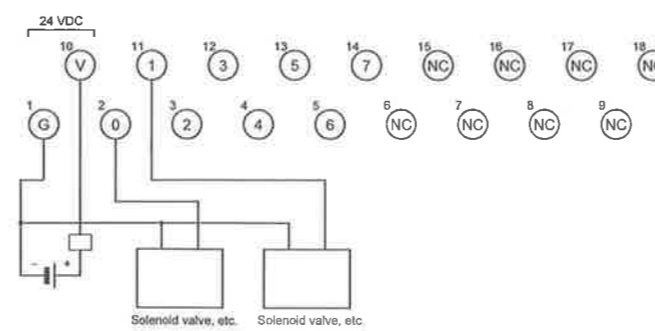 24 VDC
10 11 12 13 14 15 16 17 18
V 1 3 5 7 NC NC NC
1 2 3 4 5 6 7 8 9
G 0 2 4 6 NC NC NC NC
- +
Solenoid valve, etc. Solenoid valve, etc